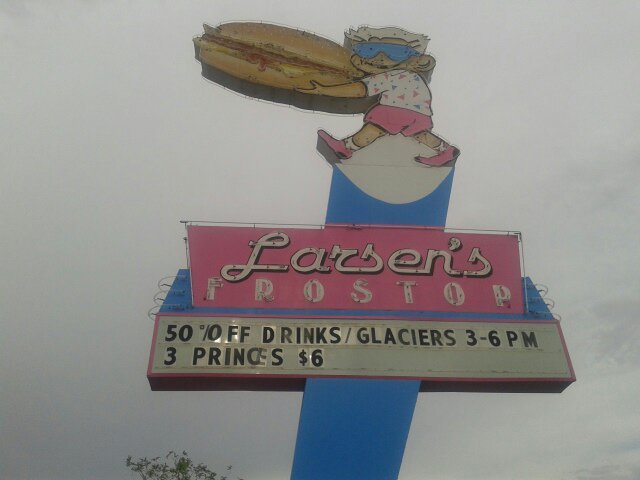 Larsen's
FROSTOP
50% OFF DRINKS/GLACIERS 3-6 PM
3 PRINCES $6